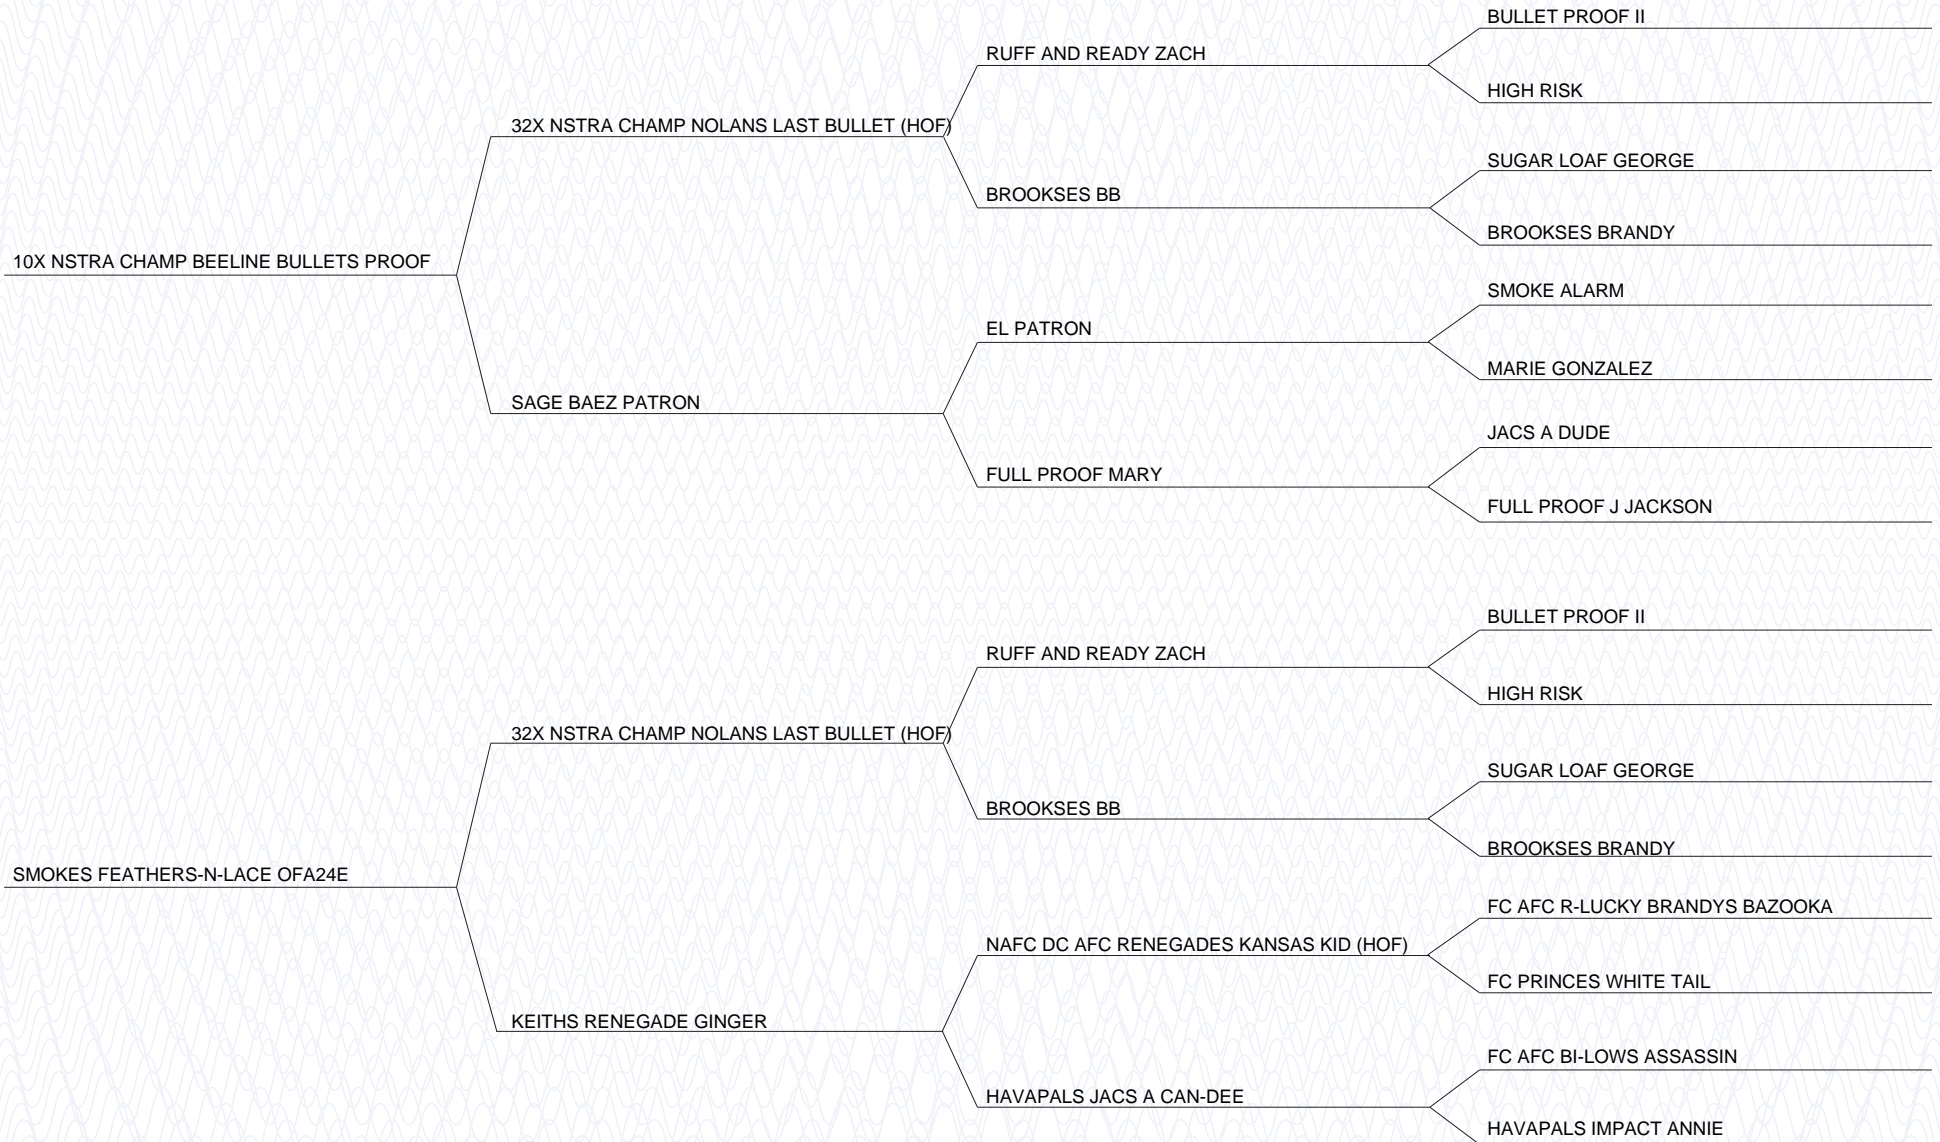 BULLET PROOF II
RUFF AND READY ZACH
HIGH RISK
32X NSTRA CHAMP NOLANS LAST BULLET (HOF)
SUGAR LOAF GEORGE
BROOKSES BB
BROOKSES BRANDY
10X NSTRA CHAMP BEELINE BULLETS PROOF
SMOKE ALARM
EL PATRON
MARIE GONZALEZ
SAGE BAEZ PATRON
JACS A DUDE
FULL PROOF MARY
FULL PROOF J JACKSON
BULLET PROOF II
RUFF AND READY ZACH
HIGH RISK
32X NSTRA CHAMP NOLANS LAST BULLET (HOF)
SUGAR LOAF GEORGE
BROOKSES BB
BROOKSES BRANDY
SMOKES FEATHERS-N-LACE OFA24E
FC AFC R-LUCKY BRANDYS BAZOOKA
NAFC DC AFC RENEGADES KANSAS KID (HOF)
FC PRINCES WHITE TAIL
KEITHS RENEGADE GINGER
FC AFC BI-LOWS ASSASSIN
HAVAPALS JACS A CAN-DEE
HAVAPALS IMPACT ANNIE